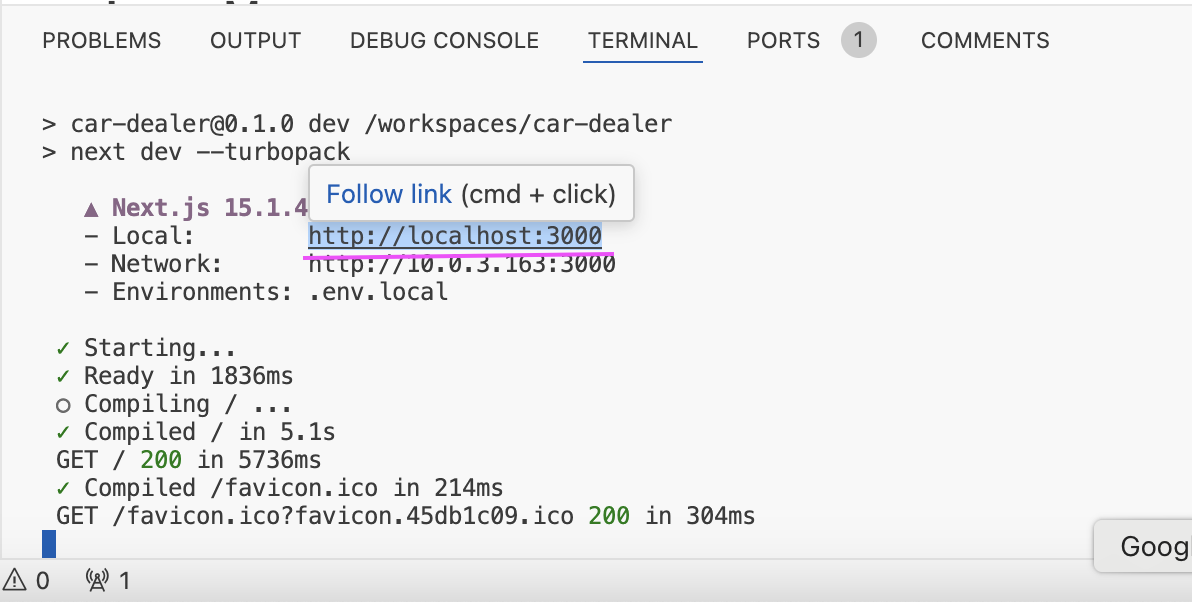 PROBLEMS OUTPUT DEBUG CONSOLE TERMINAL PORTS 1 COMMENTS
> car-dealer@0.1.0 dev /workspaces/car-dealer
> next dev --turbopack
Follow link (cmd + click)
▲ Next.js 15.1.4
- Local: http://localhost:3000
- Network: http://10.0.3.163:3000
- Environments: .env.local
✓ Starting...
✓ Ready in 1836ms
○ Compiling / ...
✓ Compiled / in 5.1s
GET / 200 in 5736ms
✓ Compiled /favicon.ico in 214ms
GET /favicon.ico?favicon.45db1c09.ico 200 in 304ms
Goog
0 1